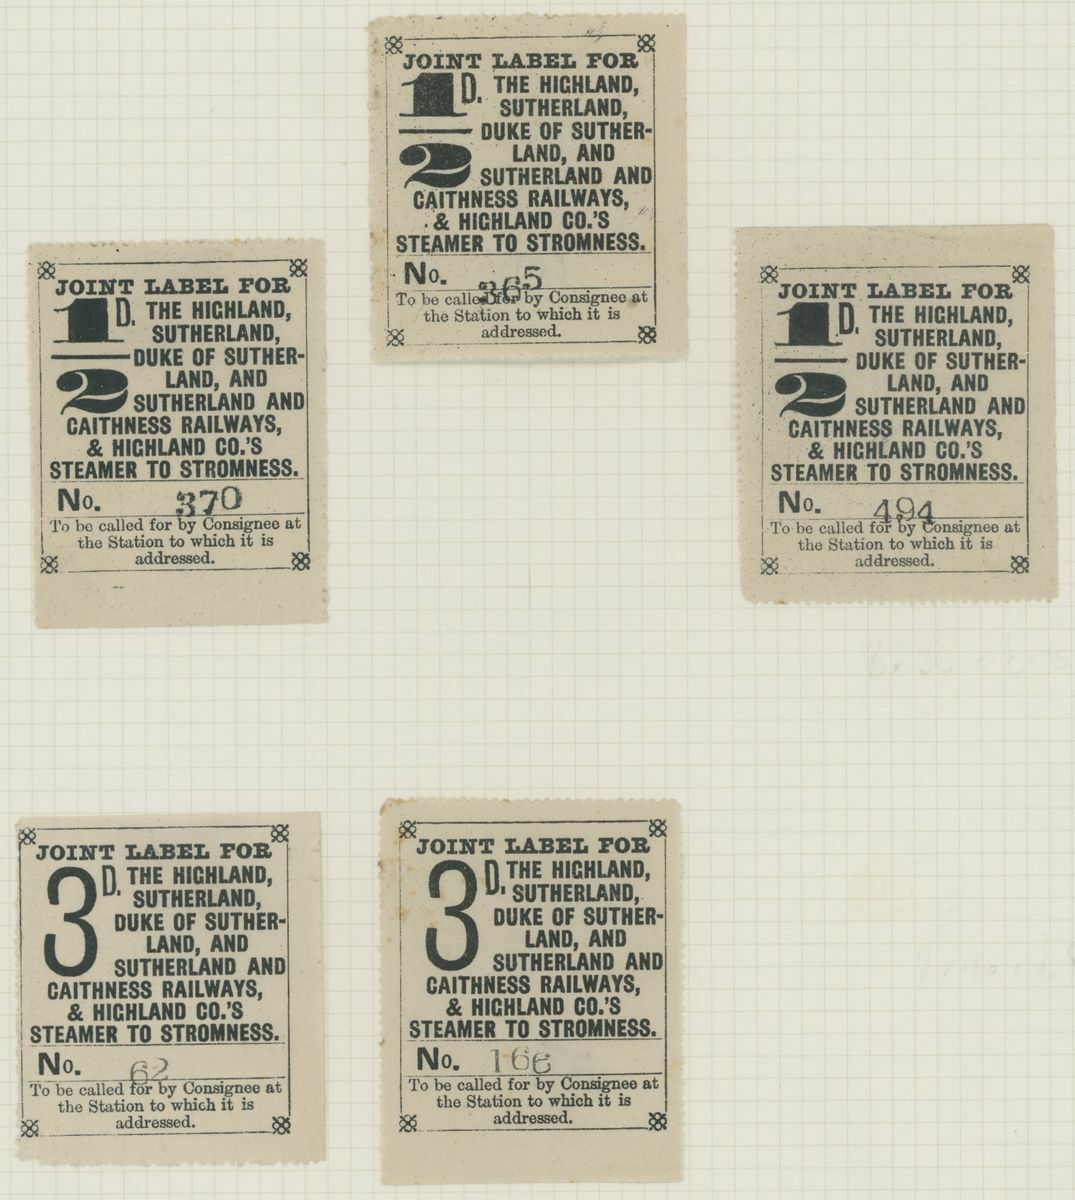 JOINT LABEL FOR
1D. THE HIGHLAND,
SUTHERLAND,
DUKE OF SUTHER-
2 LAND, AND
SUTHERLAND AND
CAITHNESS RAILWAYS,
& HIGHLAND CO.'S
STEAMER TO STROMNESS.
No. 365
To be called for by Consignee at
the Station to which it is
addressed.
JOINT LABEL FOR
1D. THE HIGHLAND,
SUTHERLAND,
DUKE OF SUTHER-
2 LAND, AND
SUTHERLAND AND
CAITHNESS RAILWAYS,
& HIGHLAND CO.'S
STEAMER TO STROMNESS.
No. 370
To be called for by Consignee at
the Station to which it is
addressed.
JOINT LABEL FOR
1D. THE HIGHLAND,
SUTHERLAND,
DUKE OF SUTHER-
2 LAND, AND
SUTHERLAND AND
CAITHNESS RAILWAYS,
& HIGHLAND CO.'S
STEAMER TO STROMNESS.
No. 494
To be called for by Consignee at
the Station to which it is
addressed.
JOINT LABEL FOR
3D. THE HIGHLAND,
SUTHERLAND,
DUKE OF SUTHER-
LAND, AND
SUTHERLAND AND
CAITHNESS RAILWAYS,
& HIGHLAND CO.'S
STEAMER TO STROMNESS.
No. 62
To be called for by Consignee at
the Station to which it is
addressed.
JOINT LABEL FOR
3D. THE HIGHLAND,
SUTHERLAND,
DUKE OF SUTHER-
LAND, AND
SUTHERLAND AND
CAITHNESS RAILWAYS,
& HIGHLAND CO.'S
STEAMER TO STROMNESS.
No. 166
To be called for by Consignee at
the Station to which it is
addressed.